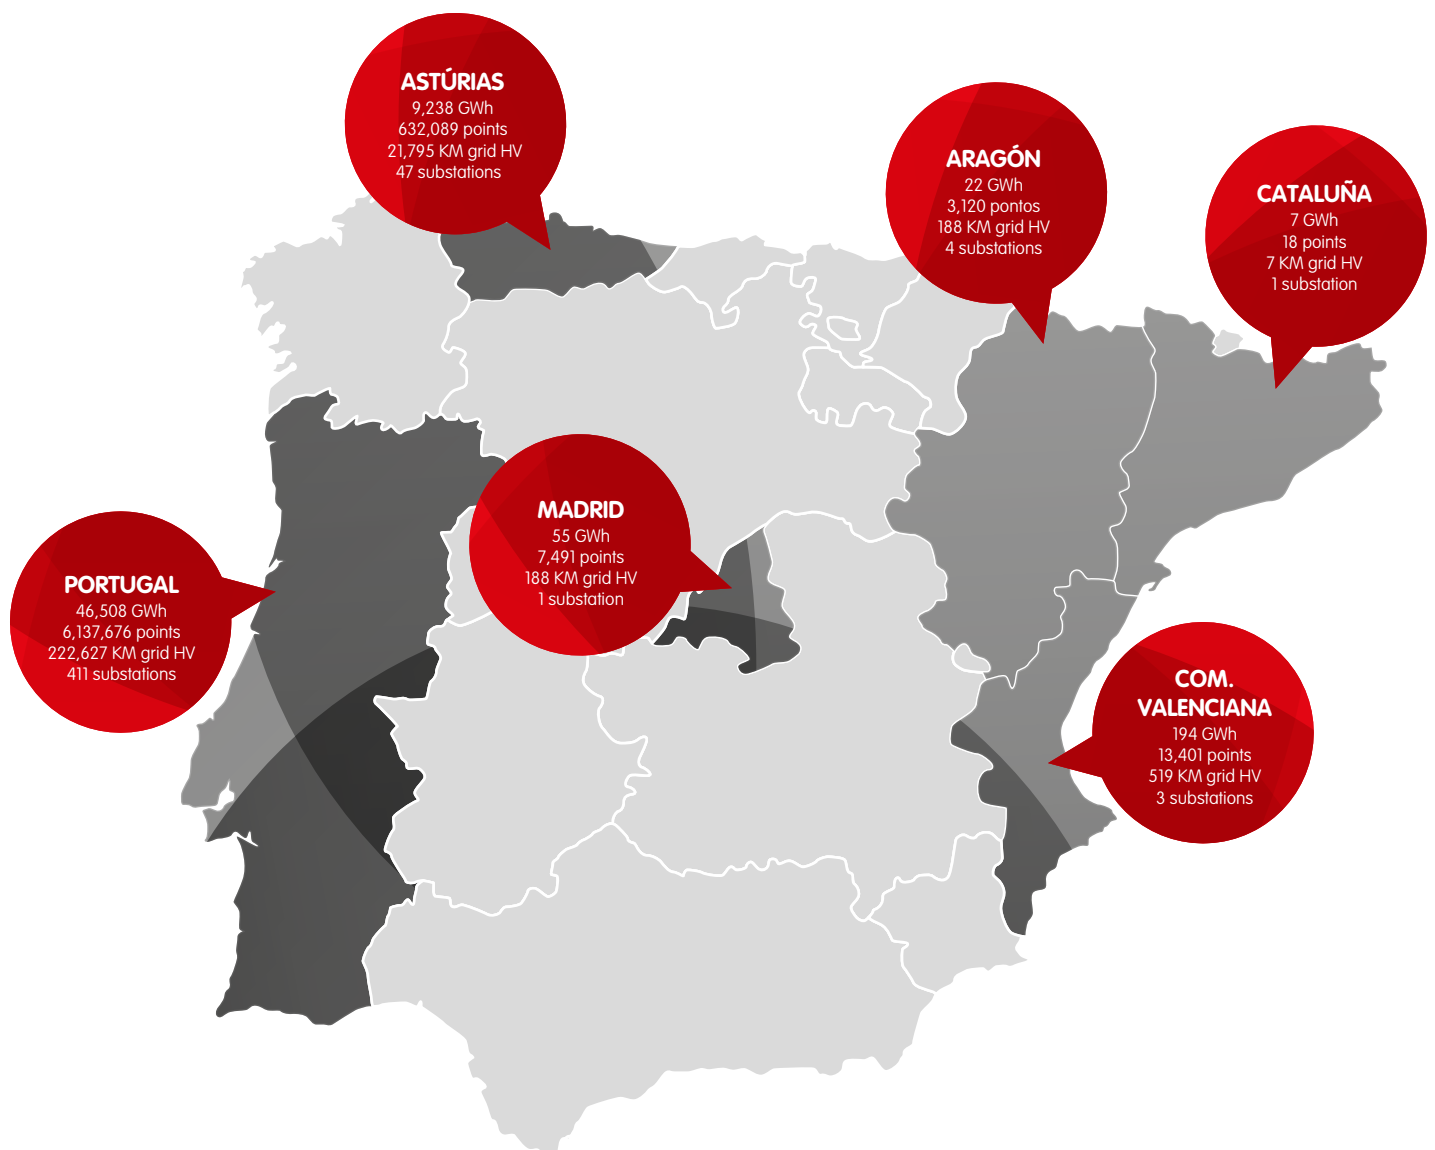 ASTÚRIAS
9,238 GWh
632,089 points
21,795 KM grid HV
47 substations
ARAGÓN
22 GWh
3,120 pontos
188 KM grid HV
4 substations
CATALUÑA
7 GWh
18 points
7 KM grid HV
1 substation
MADRID
55 GWh
7,491 points
188 KM grid HV
1 substation
PORTUGAL
46,508 GWh
6,137,676 points
222,627 KM grid HV
411 substations
COM.
VALENCIANA
194 GWh
13,401 points
519 KM grid HV
3 substations